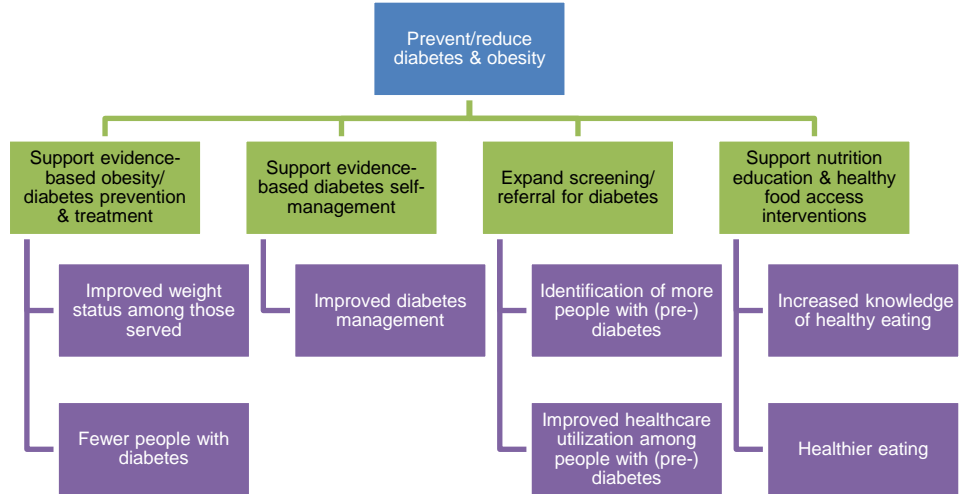 Prevent/reduce
diabetes & obesity
Support evidence-
based obesity/
diabetes prevention
& treatment
Support evidence-
based diabetes self-
management
Expand screening/
referral for diabetes
Support nutrition
education & healthy
food access
interventions
Improved weight
status among those
served
Improved diabetes
management
Identification of more
people with (pre-)
diabetes
Increased knowledge
of healthy eating
Fewer people with
diabetes
Improved healthcare
utilization among
people with (pre-)
diabetes
Healthier eating